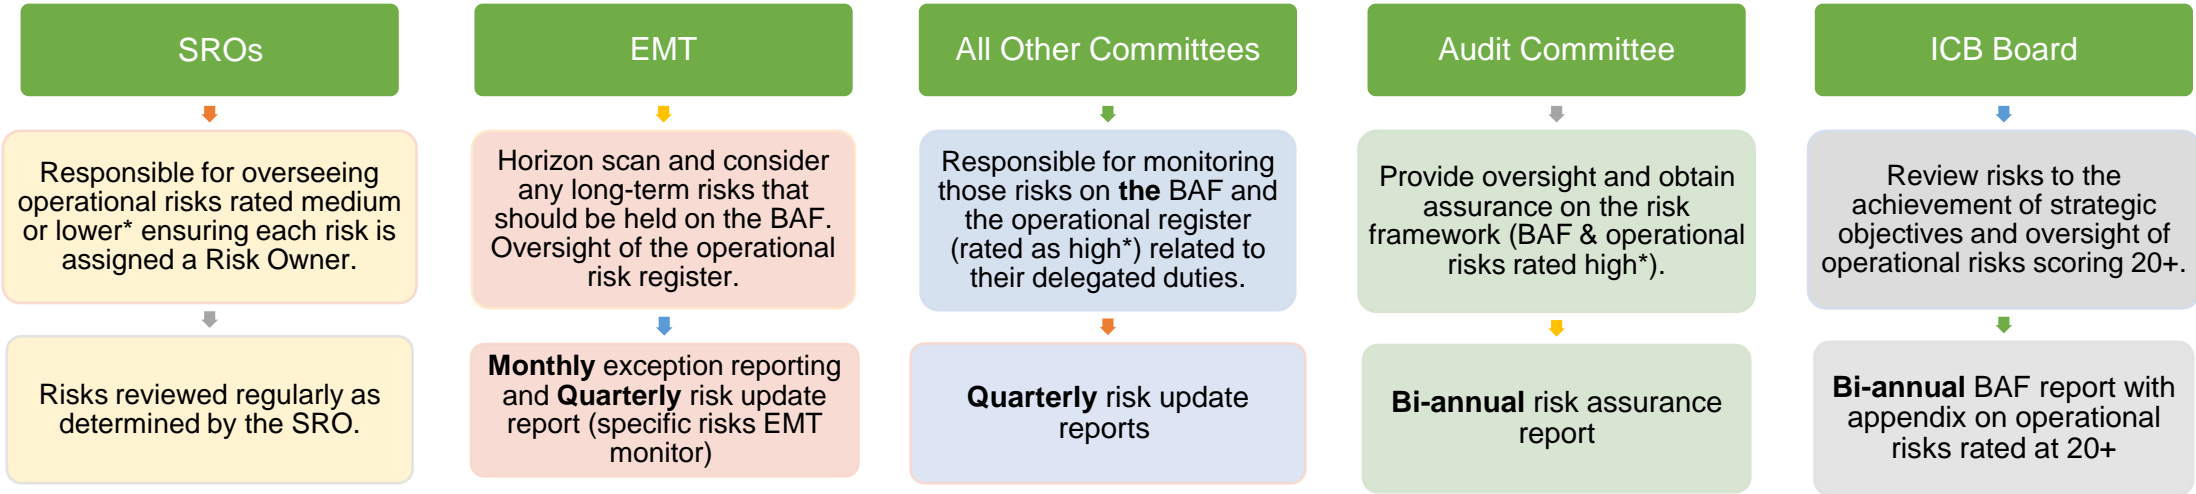 SROs
Responsible for overseeing
operational risks rated medium
or lower* ensuring each risk is
assigned a Risk Owner.
Risks reviewed regularly as
determined by the SRO.
EMT
Horizon scan and consider
any long-term risks that
should be held on the BAF.
Oversight of the operational
risk register.
Monthly exception reporting
and Quarterly risk update
report (specific risks EMT
monitor)
All Other Committees
Responsible for monitoring
those risks on the BAF and
the operational register
(rated as high*) related to
their delegated duties.
Quarterly risk update
reports
Audit Committee
Provide oversight and obtain
assurance on the risk
framework (BAF & operational
risks rated high*).
Bi-annual risk assurance
report
ICB Board
Review risks to the
achievement of strategic
objectives and oversight of
operational risks scoring 20+.
Bi-annual BAF report with
appendix on operational
risks rated at 20+